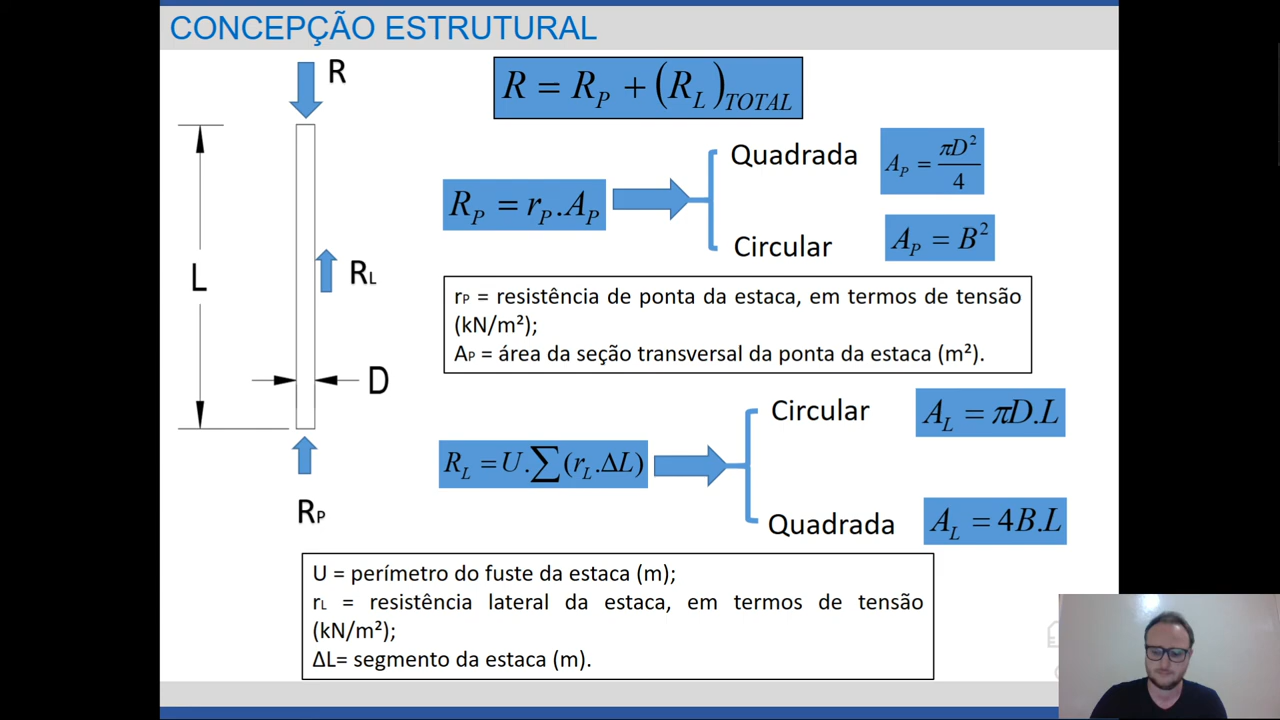 CONCEPÇÃO ESTRUTURAL
R
R = R_P + (R_L)_TOTAL
Quadrada
A_P = πD²/4
R_P = r_P.A_P
Circular
A_P = B²
L
R_L
r_P = resistência de ponta da estaca, em termos de tensão
(kN/m²);
A_P = área da seção transversal da ponta da estaca (m²).
D
Circular
A_L = πD.L
R_L = U.∑(r_L.ΔL)
R_P
Quadrada
A_L = 4B.L
U = perímetro do fuste da estaca (m);
r_L = resistência lateral da estaca, em termos de tensão
(kN/m²);
ΔL= segmento da estaca (m).